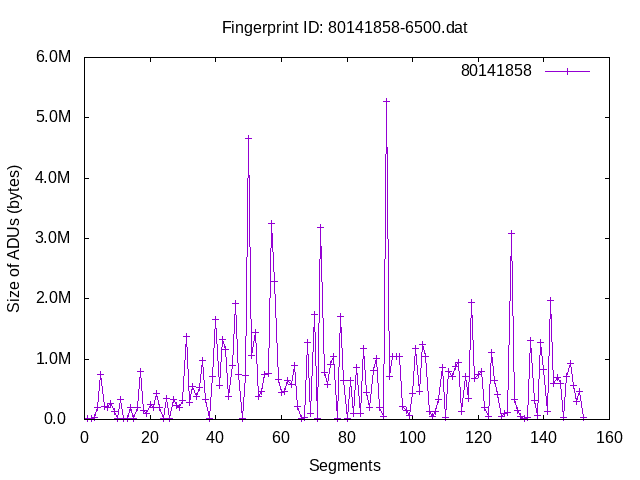 Fingerprint ID: 80141858-6500.dat
80141858
Size of ADUs (bytes)
6.0M
5.0M
4.0M
3.0M
2.0M
1.0M
0.0
0 20 40 60 80 100 120 140 160
Segments